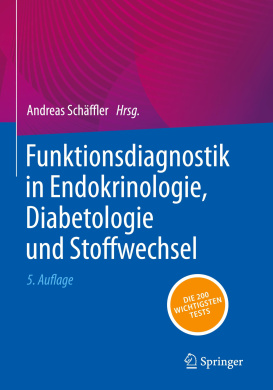 Andreas Schäffler Hrsg.
Funktionsdiagnostik
in Endokrinologie,
Diabetologie
und Stoffwechsel
5. Auflage
DIE 200
WICHTIGSTEN
TESTS
Springer